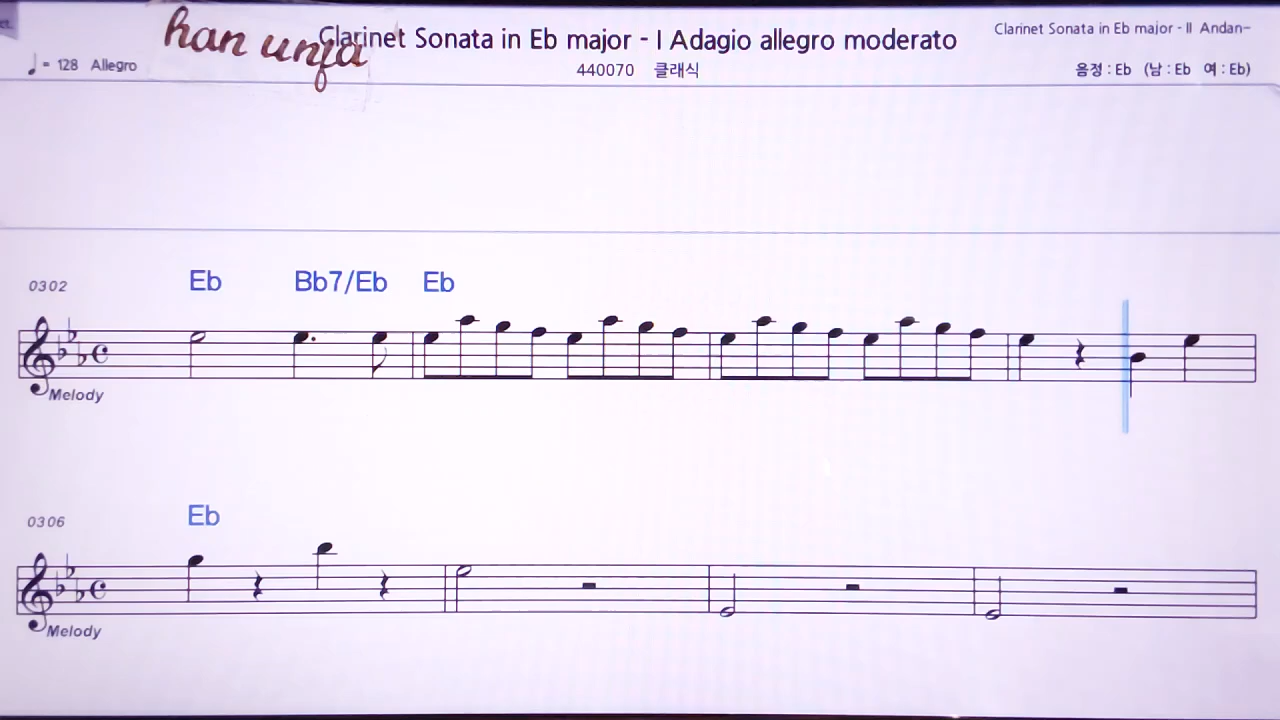 et.
han unfa
Clarinet Sonata in Eb major - I Adagio allegro moderato
Clarinet Sonata in Eb major - II Andan~
♩ = 128 Allegro
440070 클래식
음정 : Eb (남 : Eb 여 : Eb)
0302
Eb Bb7/Eb Eb
Melody
0306
Eb
Melody